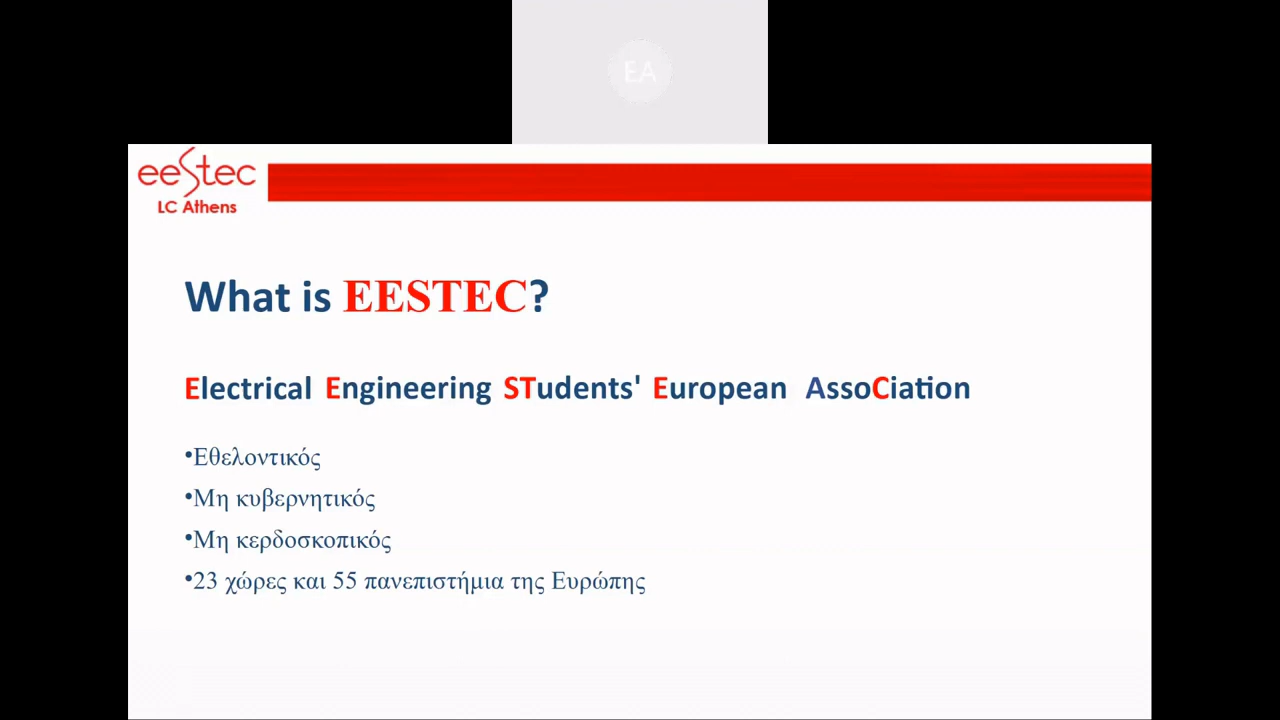 EA
eestec
LC Athens
What is EESTEC?
Electrical Engineering STudents' European AssoCiation
•Εθελοντικός
•Μη κυβερνητικός
•Μη κερδοσκοπικός
•23 χώρες και 55 πανεπιστήμια της Ευρώπης